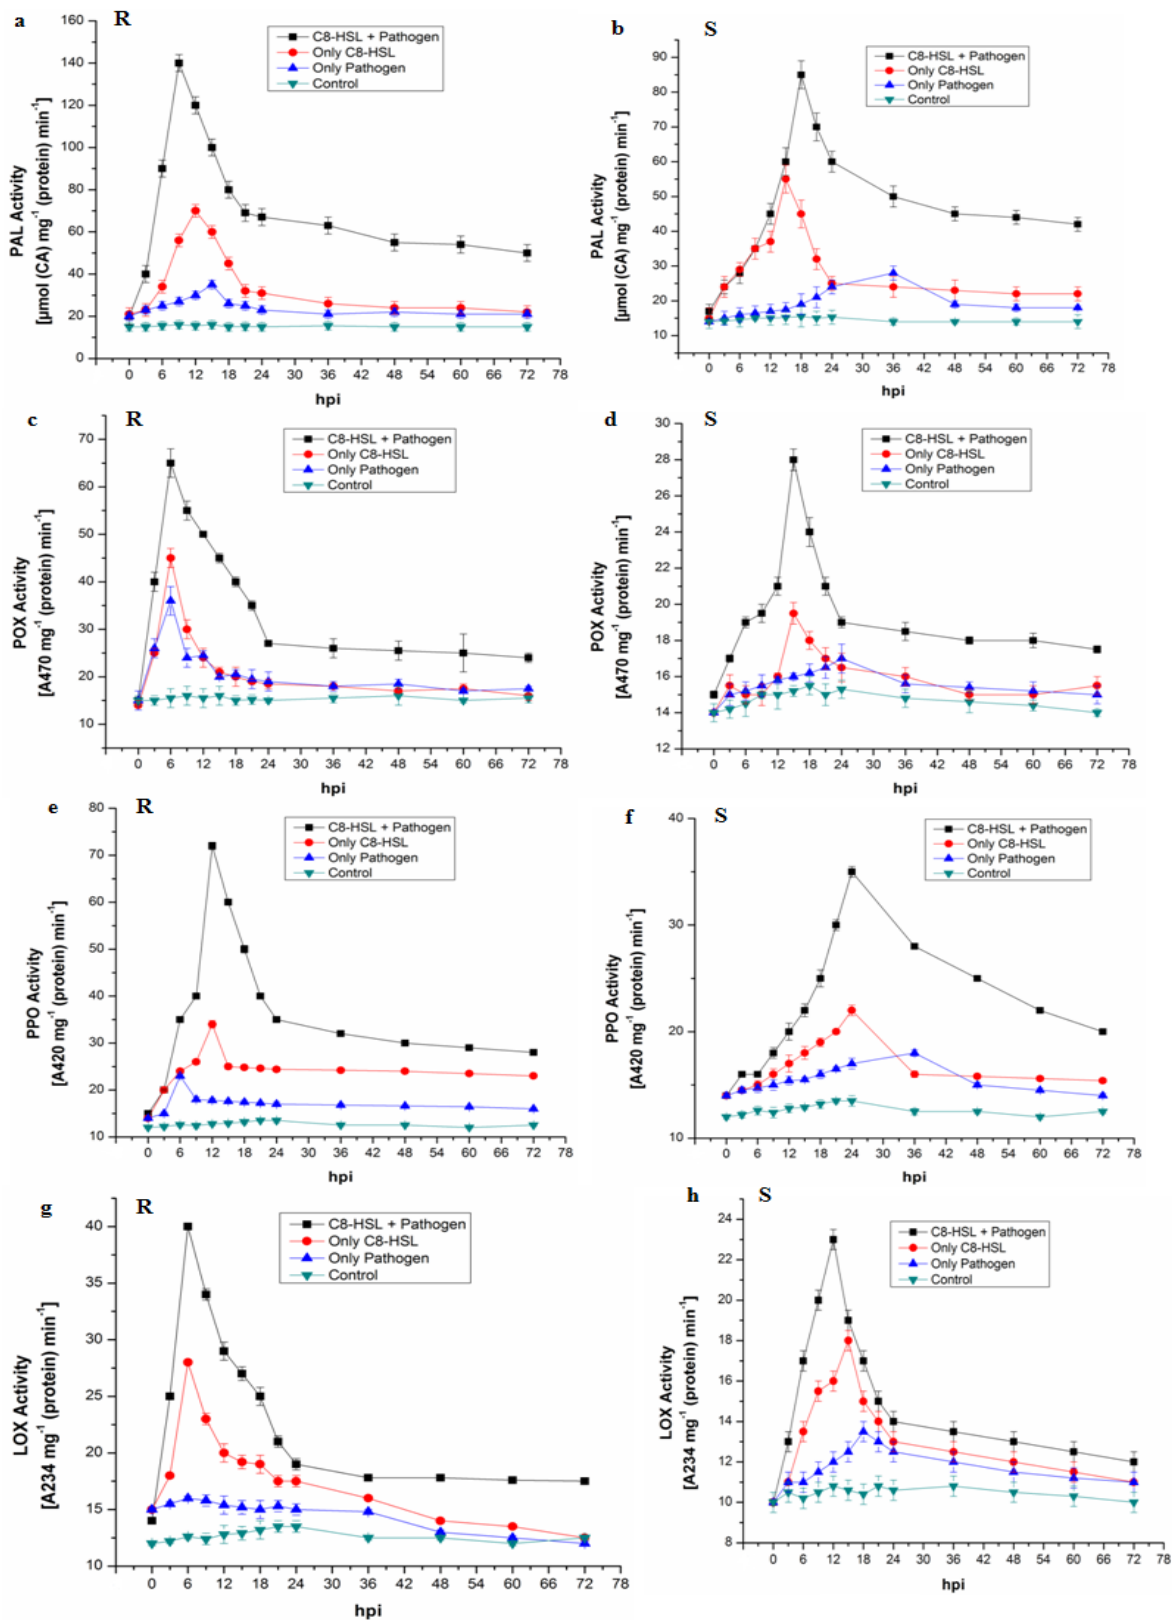 a R
C8-HSL + Pathogen
Only C8-HSL
Only Pathogen
Control
PAL Activity
[µmol (CA) mg⁻¹ (protein) min⁻¹]
160
140
120
100
80
60
40
20
0
0 6 12 18 24 30 36 42 48 54 60 66 72 78
hpi
b S
C8-HSL + Pathogen
Only C8-HSL
Only Pathogen
Control
PAL Activity
[µmol (CA) mg⁻¹ (protein) min⁻¹]
90
80
70
60
50
40
30
20
10
0 6 12 18 24 30 36 42 48 54 60 66 72 78
hpi
c R
C8-HSL + Pathogen
Only C8-HSL
Only Pathogen
Control
POX Activity
[A470 mg⁻¹ (protein) min⁻¹]
70
60
50
40
30
20
10
0 6 12 18 24 30 36 42 48 54 60 66 72 78
hpi
d S
C8-HSL + Pathogen
Only C8-HSL
Only Pathogen
Control
POX Activity
[A470 mg⁻¹ (protein) min⁻¹]
30
28
26
24
22
20
18
16
14
12
0 6 12 18 24 30 36 42 48 54 60 66 72 78
hpi
e R
C8-HSL + Pathogen
Only C8-HSL
Only Pathogen
Control
PPO Activity
[A420 mg⁻¹ (protein) min⁻¹]
80
70
60
50
40
30
20
10
0 6 12 18 24 30 36 42 48 54 60 66 72 78
hpi
f S
C8-HSL + Pathogen
Only C8-HSL
Only Pathogen
Control
PPO Activity
[A420 mg⁻¹ (protein) min⁻¹]
40
30
20
10
0 6 12 18 24 30 36 42 48 54 60 66 72 78
hpi
g R
C8-HSL + Pathogen
Only C8-HSL
Only Pathogen
Control
LOX Activity
[A234 mg⁻¹ (protein) min⁻¹]
40
35
30
25
20
15
10
0 6 12 18 24 30 36 42 48 54 60 66 72 78
hpi
h S
C8-HSL + Pathogen
Only C8-HSL
Only Pathogen
Control
LOX Activity
[A234 mg⁻¹ (protein) min⁻¹]
24
22
20
18
16
14
12
10
8
0 6 12 18 24 30 36 42 48 54 60 66 72 78
hpi